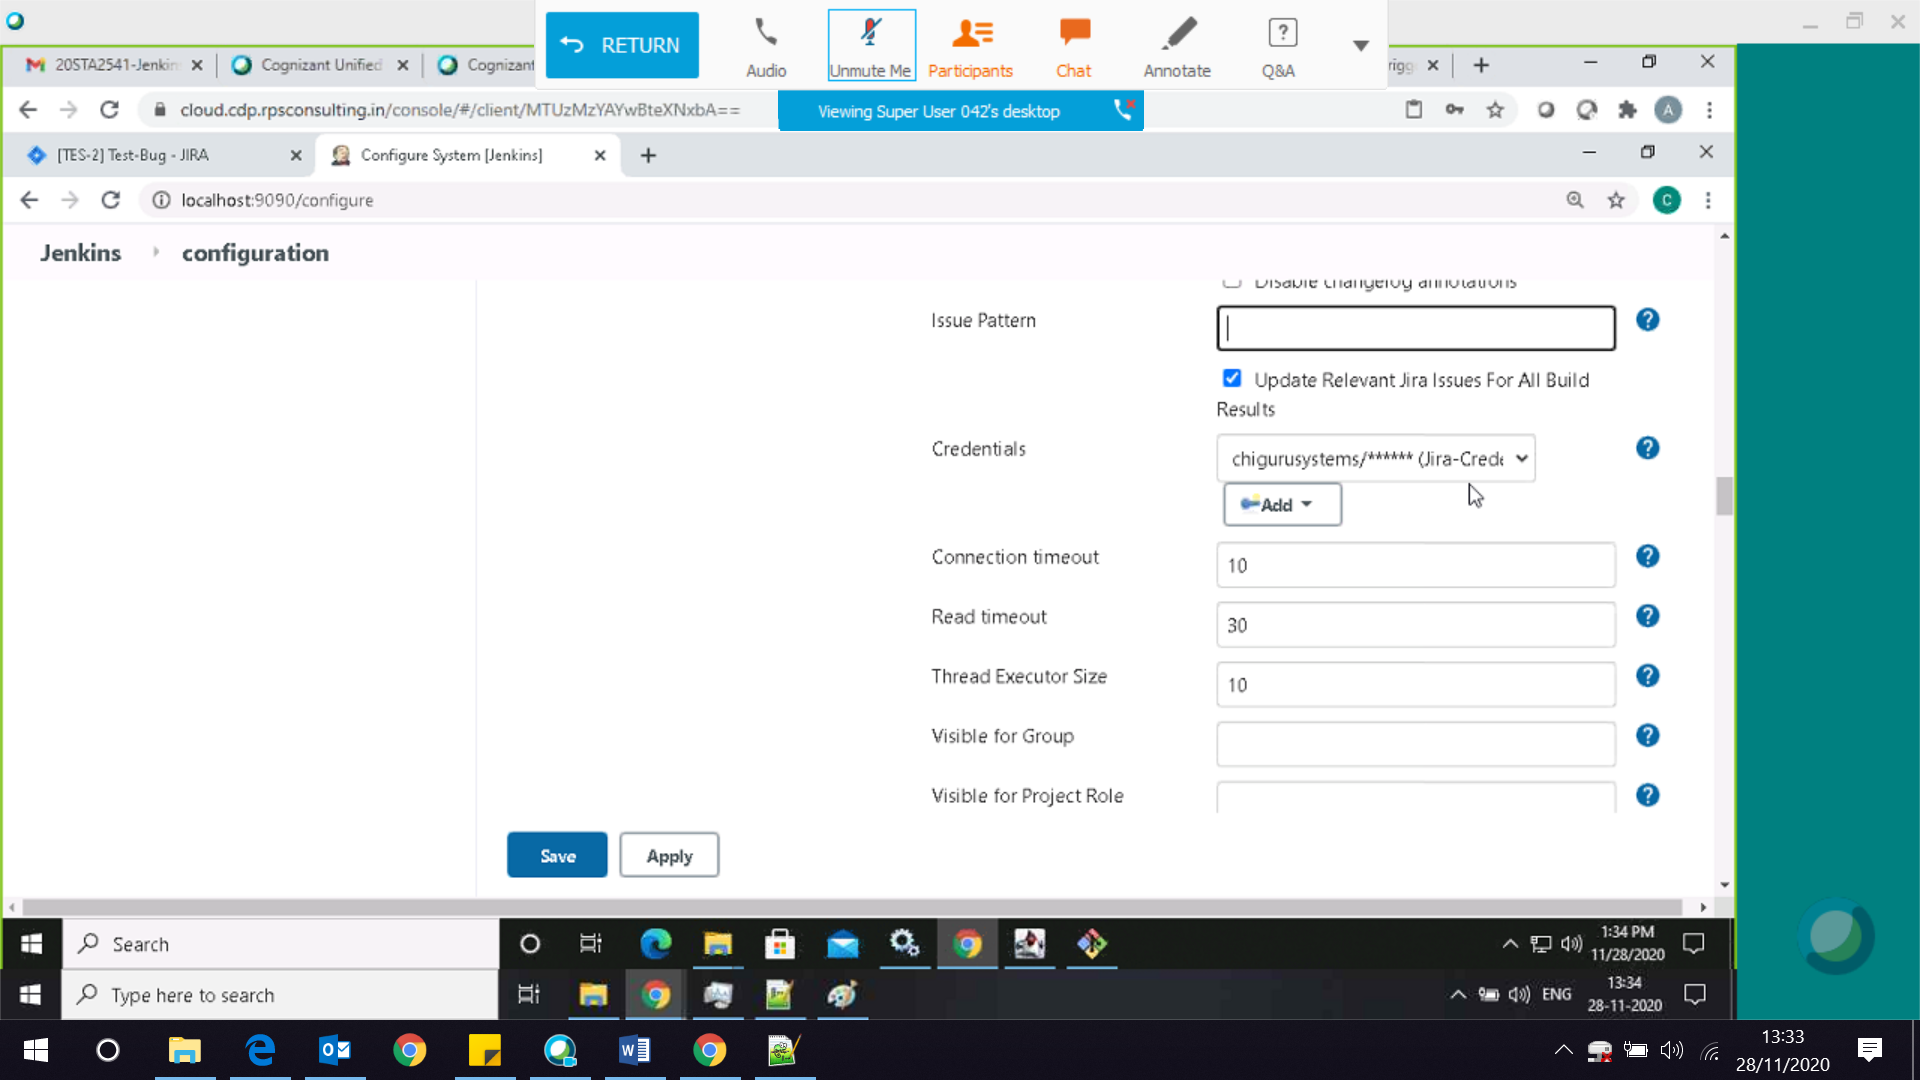 RETURN
Audio
Unmute Me
Participants
Chat
Annotate
Q&A
20STA2541-Jenkin
Cognizant Unified
Cognizant
cloud.cdp.rpsconsulting.in/console/#/client/MTUzMzYAYwBteXNxbA==
Viewing Super User 042's desktop
A
[TES-2] Test-Bug - JIRA
Configure System [Jenkins]
localhost:9090/configure
C
Jenkins
configuration
Disable changelog annotations
Issue Pattern
Update Relevant Jira Issues For All Build
Results
Credentials
chigurusystems/****** (Jira-Crede
Add
Connection timeout
10
Read timeout
30
Thread Executor Size
10
Visible for Group
Visible for Project Role
Save
Apply
Search
1:34 PM
11/28/2020
Type here to search
ENG
13:34
28-11-2020
13:33
28/11/2020